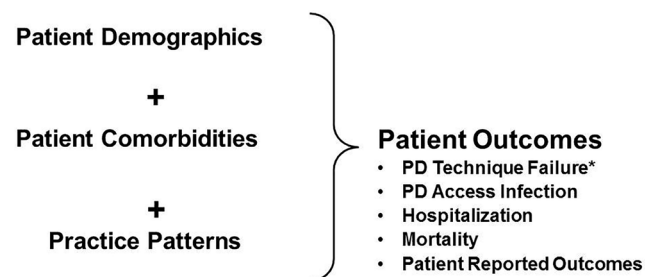 Patient Demographics
+
Patient Comorbidities
+
Practice Patterns
Patient Outcomes
• PD Technique Failure*
• PD Access Infection
• Hospitalization
• Mortality
• Patient Reported Outcomes